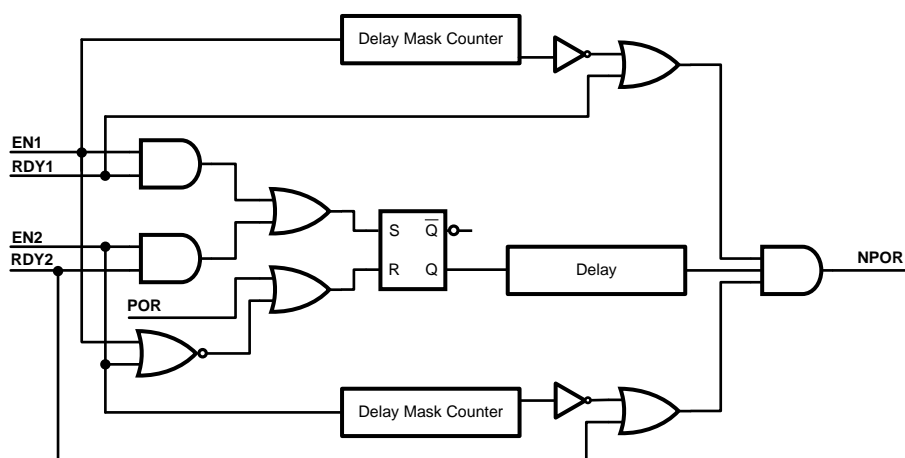 Delay Mask Counter
EN1
RDY1
EN2
RDY2
S Q
R Q
Delay
NPOR
POR
Delay Mask Counter